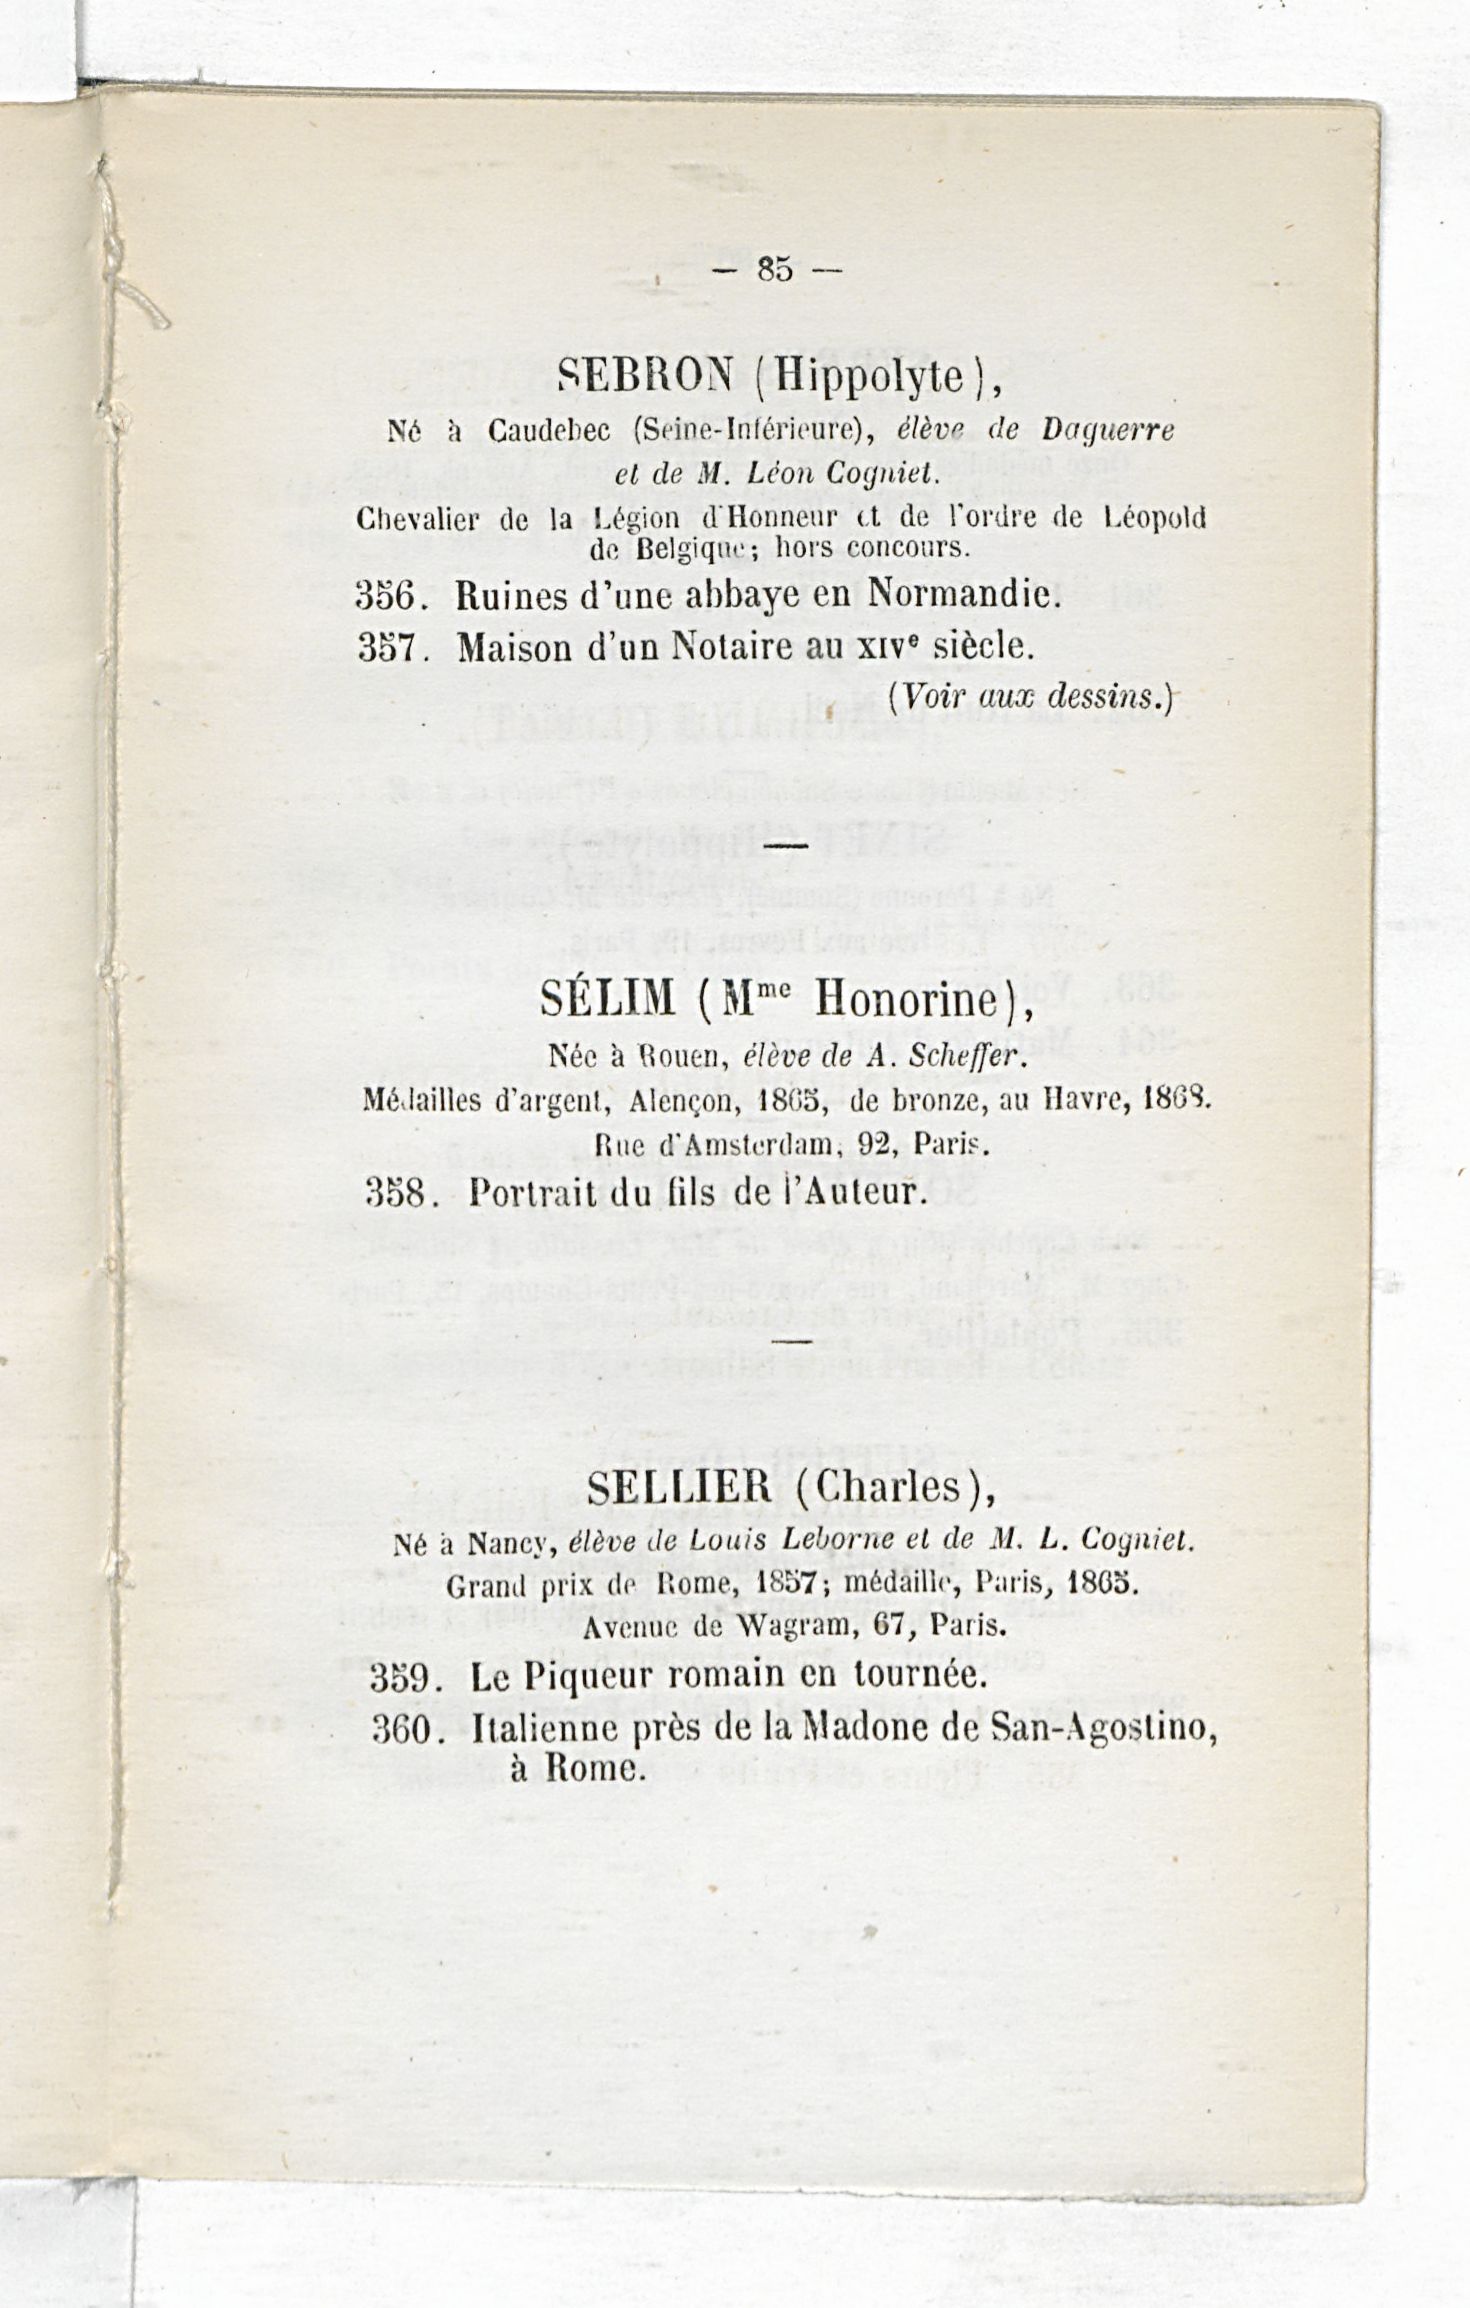 — 85 —
SEBRON (Hippolyte),
Né à Caudebec (Seine-Inférieure), élève de Daguerre
et de M. Léon Cogniet.
Chevalier de la Légion d'Honneur et de l'ordre de Léopold
de Belgique; hors concours.
356. Ruines d'une abbaye en Normandie.
357. Maison d'un Notaire au XIVe siècle.
(Voir aux dessins.)
—
SÉLIM (Mme Honorine),
Née à Rouen, élève de A. Scheffer.
Médailles d'argent, Alençon, 1865, de bronze, au Havre, 1868.
Rue d'Amsterdam, 92, Paris.
358. Portrait du fils de l'Auteur.
—
SELLIER (Charles),
Né à Nancy, élève de Louis Leborne et de M. L. Cogniet.
Grand prix de Rome, 1857; médaille, Paris, 1865.
Avenue de Wagram, 67, Paris.
359. Le Piqueur romain en tournée.
360. Italienne près de la Madone de San-Agostino,
à Rome.